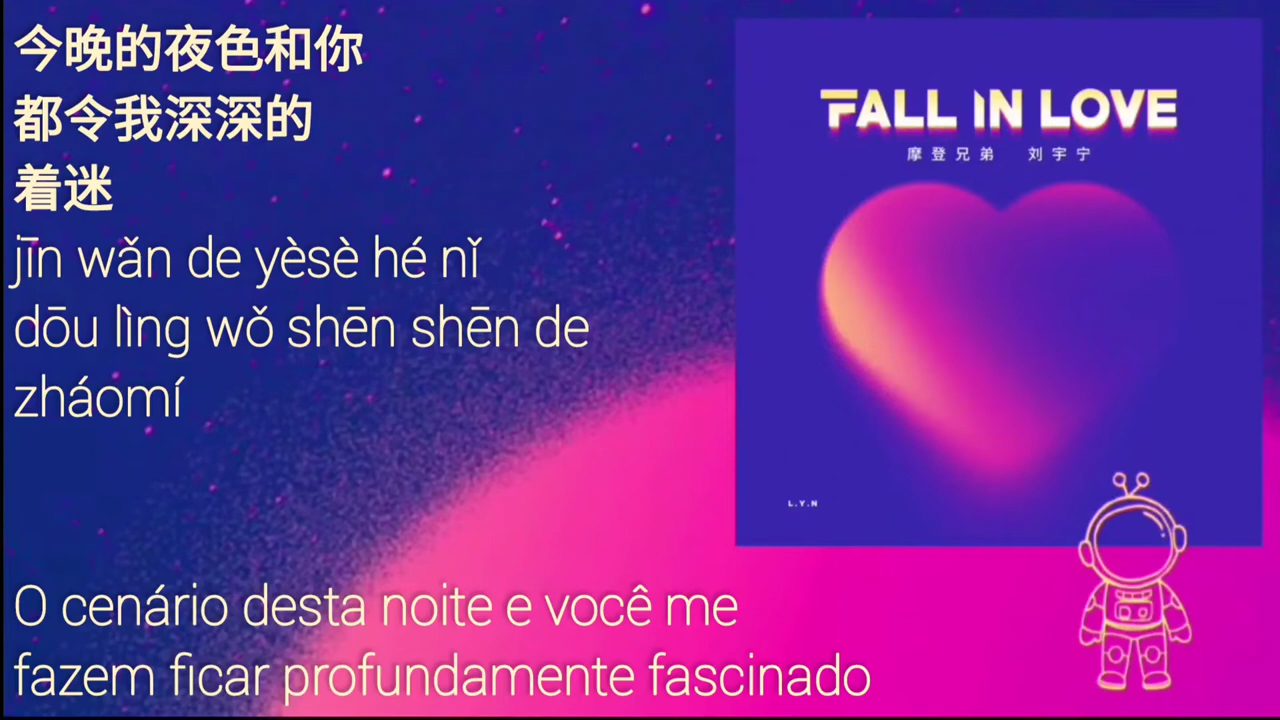 今晚的夜色和你
都令我深深的
着迷
jīn wǎn de yèsè hé nǐ
dōu lìng wǒ shēn shēn de
zháomí
O cenário desta noite e você me
fazem ficar profundamente fascinado
FALL IN LOVE
摩登兄弟 刘宇宁
L.Y.N